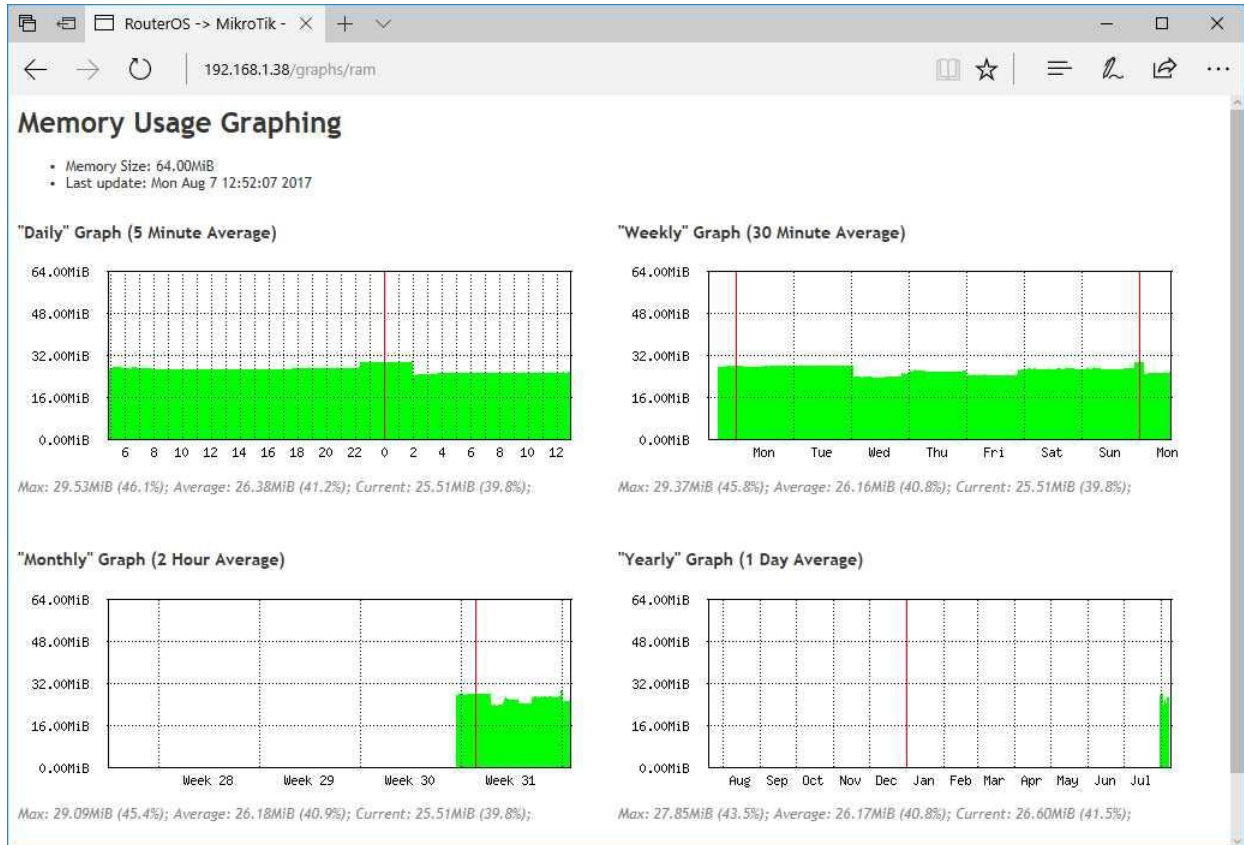 RouterOS -> MikroTik -
192.168.1.38/graphs/ram
Memory Usage Graphing
• Memory Size: 64.00MiB
• Last update: Mon Aug 7 12:52:07 2017
"Daily" Graph (5 Minute Average)
64.00MiB
48.00MiB
32.00MiB
16.00MiB
0.00MiB
6 8 10 12 14 16 18 20 22 0 2 4 6 8 10 12
Max: 29.53MiB (46.1%); Average: 26.38MiB (41.2%); Current: 25.51MiB (39.8%);
"Weekly" Graph (30 Minute Average)
64.00MiB
48.00MiB
32.00MiB
16.00MiB
0.00MiB
Mon Tue Wed Thu Fri Sat Sun Mon
Max: 29.37MiB (45.8%); Average: 26.16MiB (40.8%); Current: 25.51MiB (39.8%);
"Monthly" Graph (2 Hour Average)
64.00MiB
48.00MiB
32.00MiB
16.00MiB
0.00MiB
Week 28 Week 29 Week 30 Week 31
Max: 29.09MiB (45.4%); Average: 26.18MiB (40.9%); Current: 25.51MiB (39.8%);
"Yearly" Graph (1 Day Average)
64.00MiB
48.00MiB
32.00MiB
16.00MiB
0.00MiB
Aug Sep Oct Nov Dec Jan Feb Mar Apr May Jun Jul
Max: 27.85MiB (43.5%); Average: 26.17MiB (40.8%); Current: 26.60MiB (41.5%);